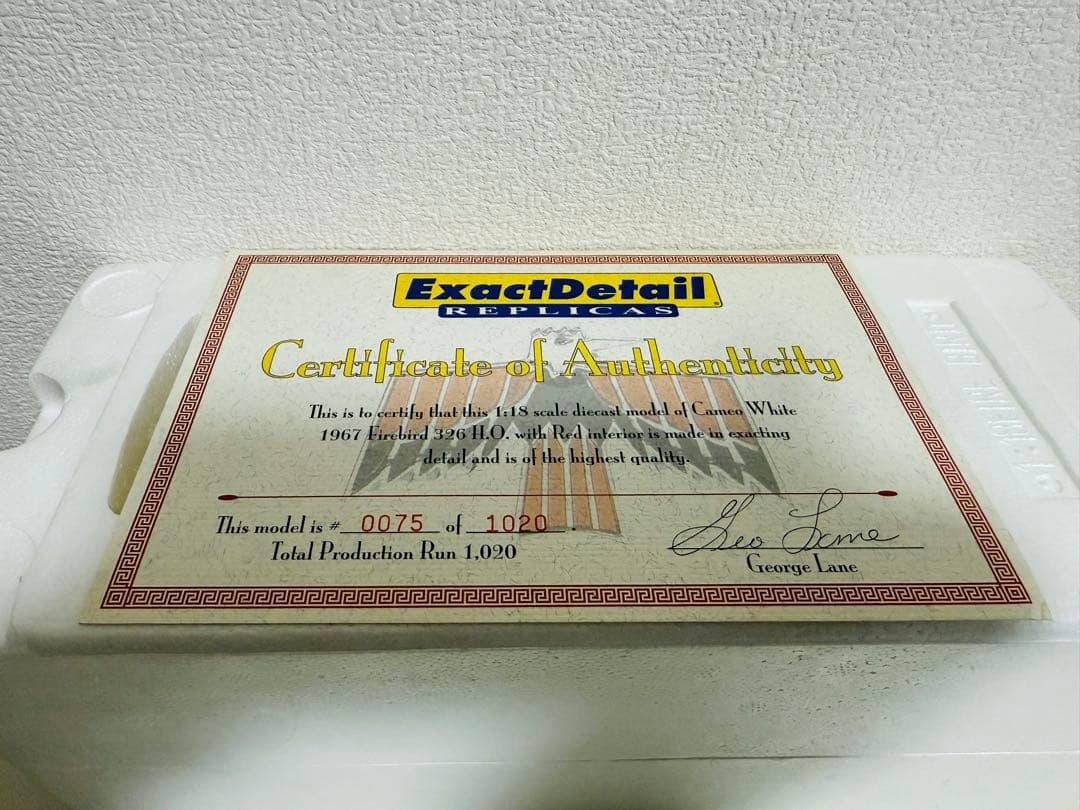 ExactDetail
REPLICAS
Certificate of Authenticity
This is to certify that this 1:18 scale diecast model of Cameo White
1967 Firebird 326 H.O. with Red interior is made in exacting
detail and is of the highest quality.
This model is # 0075 of 1020.
Total Production Run 1,020
Geo Lane
George Lane